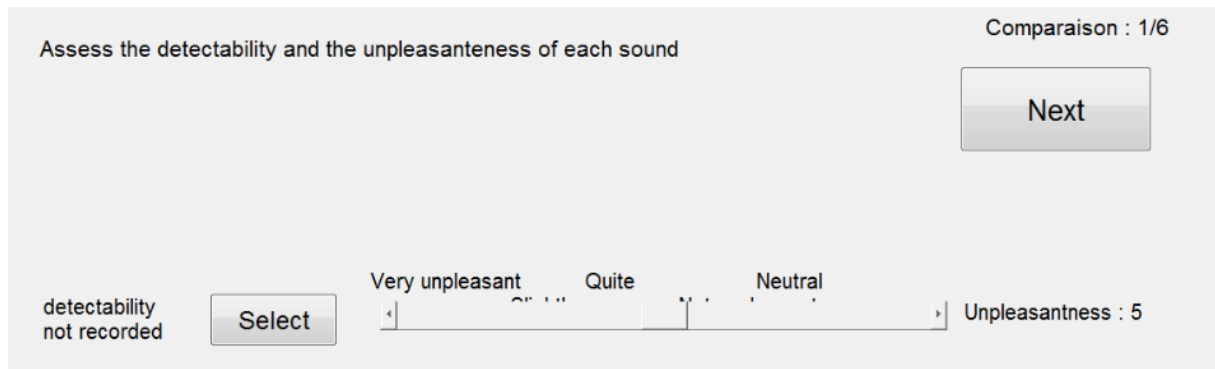 Comparaison : 1/6
Assess the detectability and the unpleasanteness of each sound
Next
Very unpleasant Quite Neutral
detectability
not recorded
Select
Unpleasantness : 5